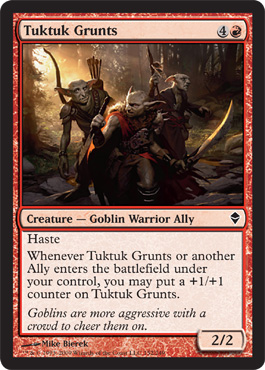 Tuktuk Grunts 4
Creature — Goblin Warrior Ally
Haste
Whenever Tuktuk Grunts or another
Ally enters the battlefield under
your control, you may put a +1/+1
counter on Tuktuk Grunts.
Goblins are more aggressive with a
crowd to cheer them on.
2/2
Mike Bierek